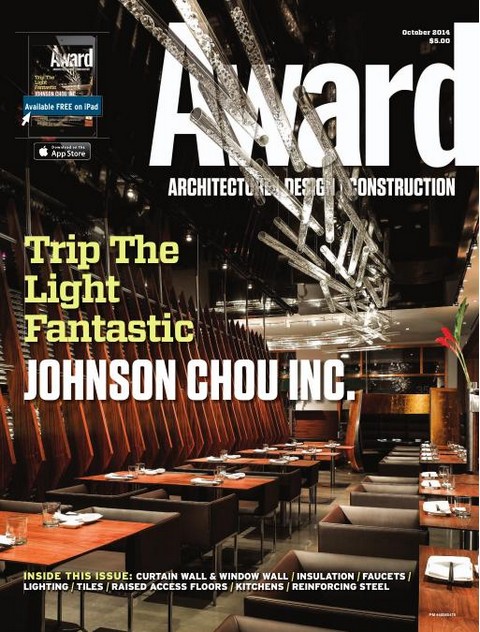 October 2014
$5.00
Award
Trip The
Light
Fantastic
JOHNSON CHOU INC.
Available FREE on iPad
Download on the
App Store
Award
ARCHITECTURE | DESIGN | CONSTRUCTION
Trip The
Light
Fantastic
JOHNSON CHOU INC.
INSIDE THIS ISSUE: CURTAIN WALL & WINDOW WALL / INSULATION / FAUCETS /
LIGHTING / TILES / RAISED ACCESS FLOORS / KITCHENS / REINFORCING STEEL